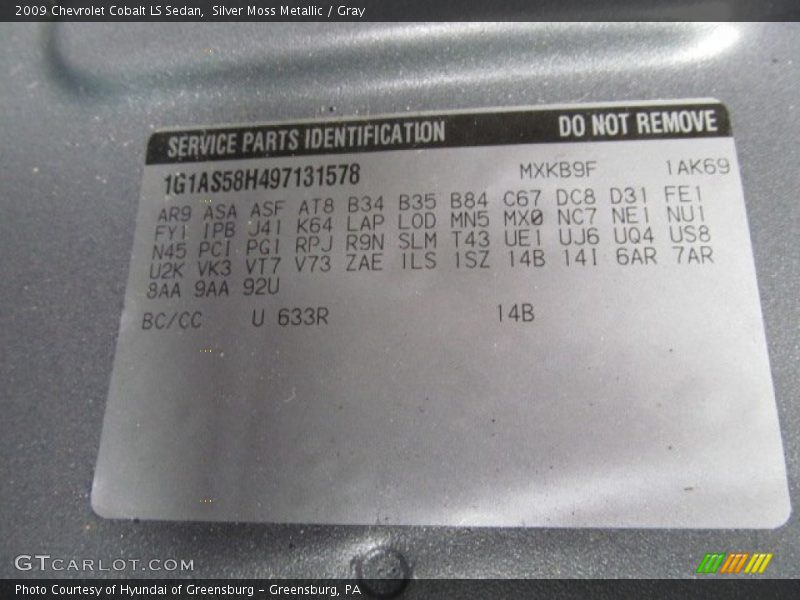 2009 Chevrolet Cobalt LS Sedan, Silver Moss Metallic / Gray
SERVICE PARTS IDENTIFICATION DO NOT REMOVE
1G1AS58H497131578 MXKB9F 1AK69
AR9 ASA ASF AT8 B34 B35 B84 C67 DC8 D31 FE1
FY1 IPB J41 K64 LAP LOD MN5 MX0 NC7 NE1 NU1
N45 PCI PG1 RPJ R9N SLM T43 UE1 UJ6 UQ4 US8
U2K VK3 VT7 V73 ZAE 1LS 1SZ 14B 14I 6AR 7AR
8AA 9AA 92U
BC/CC U 633R 14B
GTCARLOT.COM
Photo Courtesy of Hyundai of Greensburg - Greensburg, PA